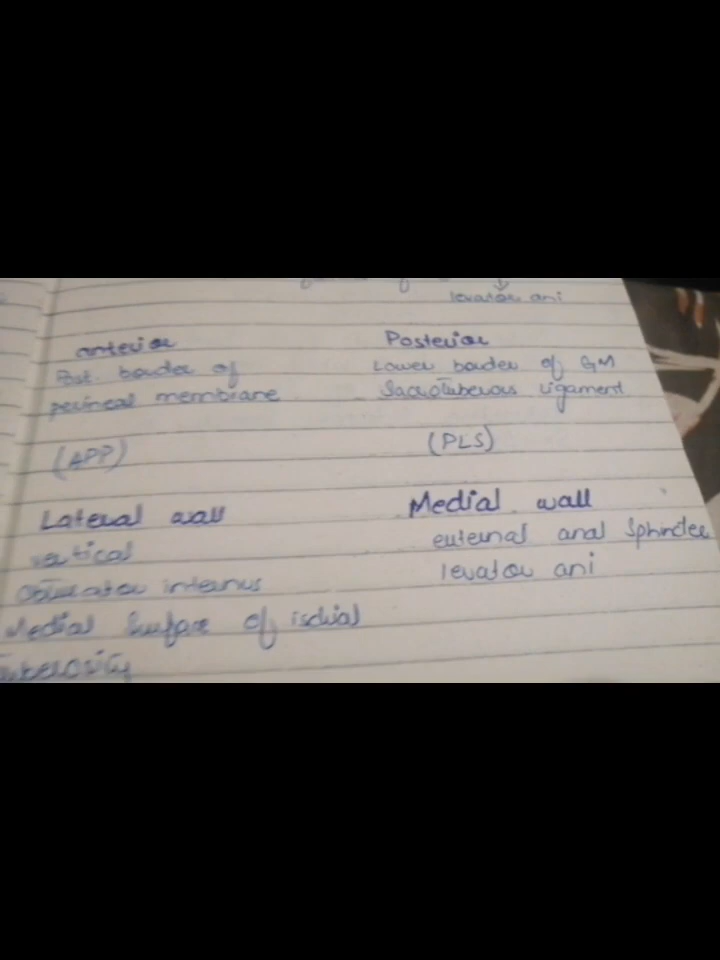 levator ani
anterior
Post. border of
perineal membrane
(APP)
Posterior
Lower border of GM
Sacrotuberous ligament
(PLS)
Lateral wall
vertical
obturator internus
Medial surface of ischial
tuberosity
Medial wall
external anal Sphincter
levator ani